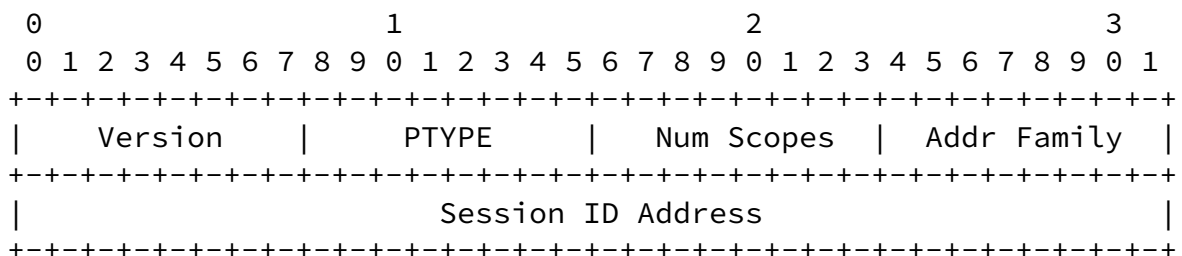 0                   1                   2                   3
 0 1 2 3 4 5 6 7 8 9 0 1 2 3 4 5 6 7 8 9 0 1 2 3 4 5 6 7 8 9 0 1
+-+-+-+-+-+-+-+-+-+-+-+-+-+-+-+-+-+-+-+-+-+-+-+-+-+-+-+-+-+-+-+-+
|    Version    |     PTYPE     |   Num Scopes  |  Addr Family  |
+-+-+-+-+-+-+-+-+-+-+-+-+-+-+-+-+-+-+-+-+-+-+-+-+-+-+-+-+-+-+-+-+
|                       Session ID Address                      |
+-+-+-+-+-+-+-+-+-+-+-+-+-+-+-+-+-+-+-+-+-+-+-+-+-+-+-+-+-+-+-+-+